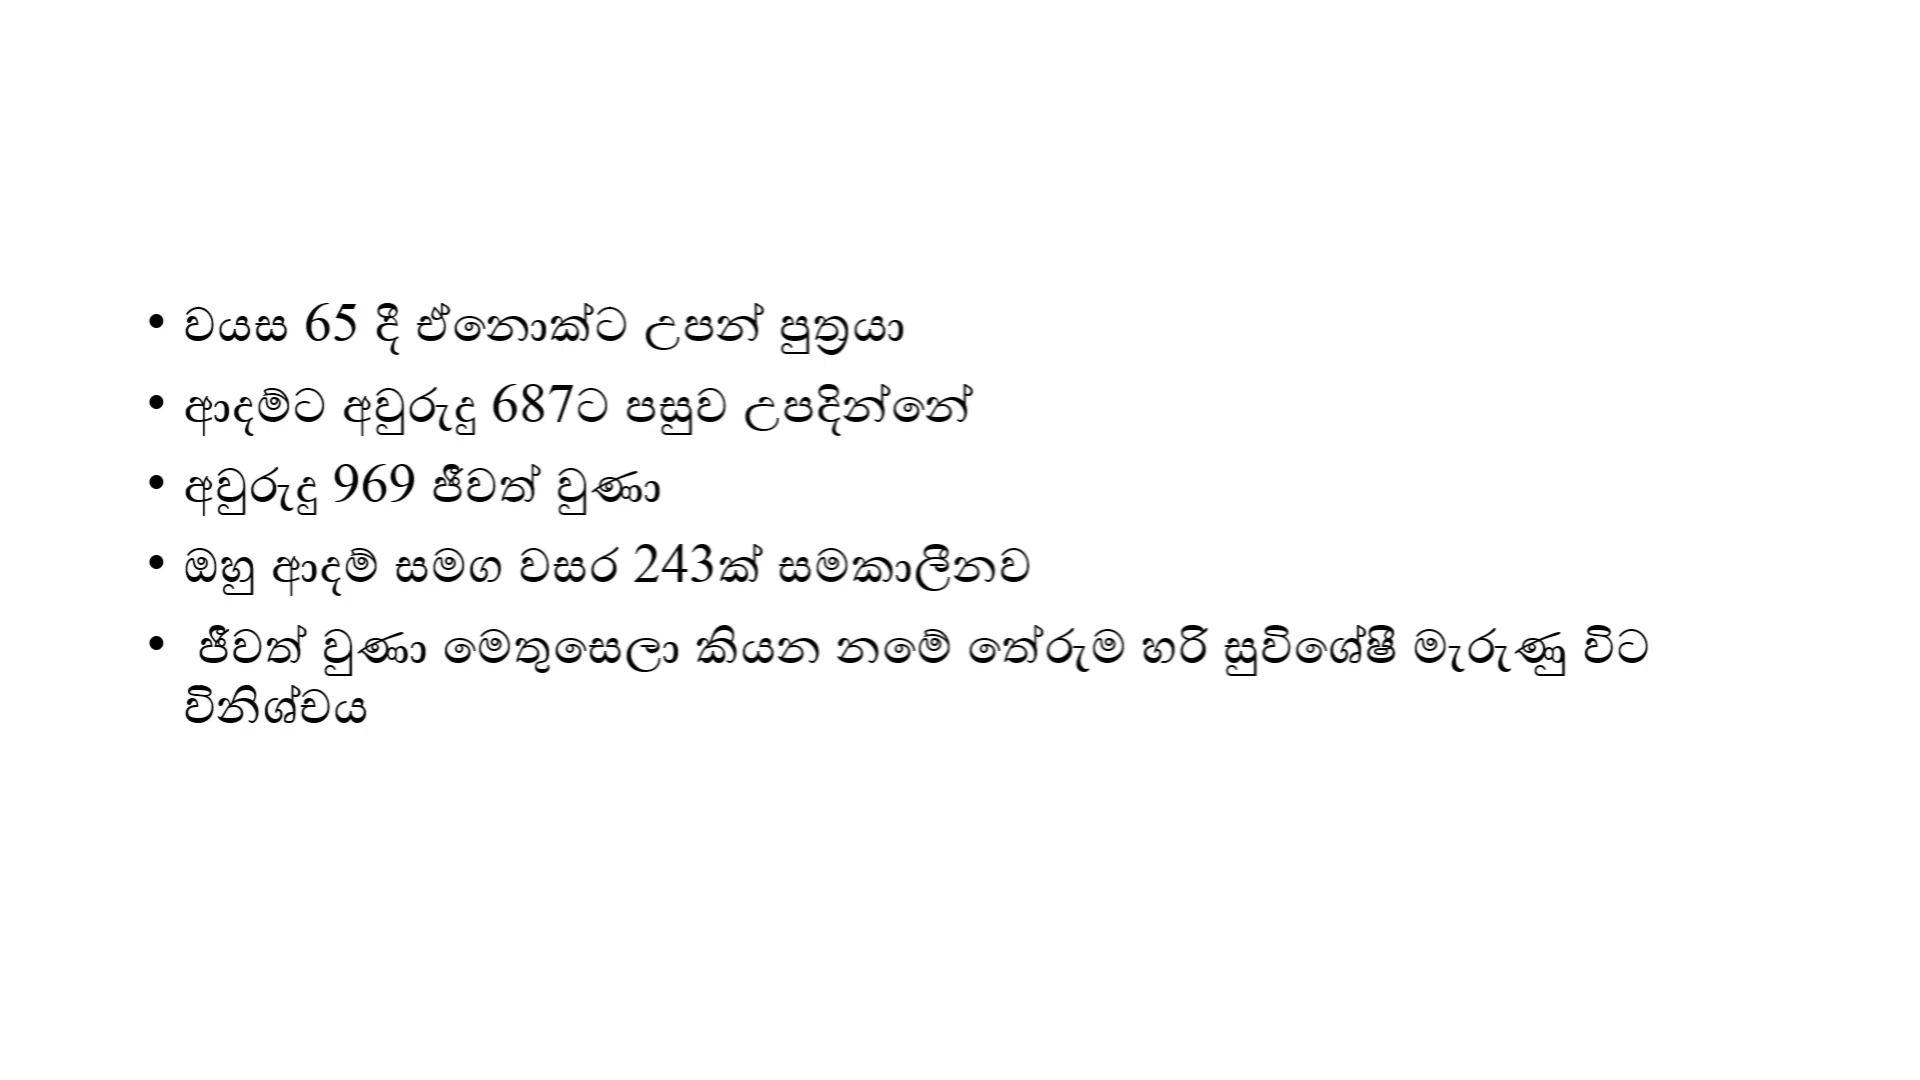 • වයස 65 දී ඒනොක්ට උපන් පුත්‍රයා
• ආදම්ට අවුරුදු 687ට පසුව උපදින්නේ
• අවුරුදු 969 ජීවත් වුණා
• ඔහු ආදම් සමග වසර 243ක් සමකාලීනව
• ජීවත් වුණා මෙතුසෙලා කියන නමේ තේරුම හරි සුවිශේෂී මැරුණු විට
විනිශ්චය